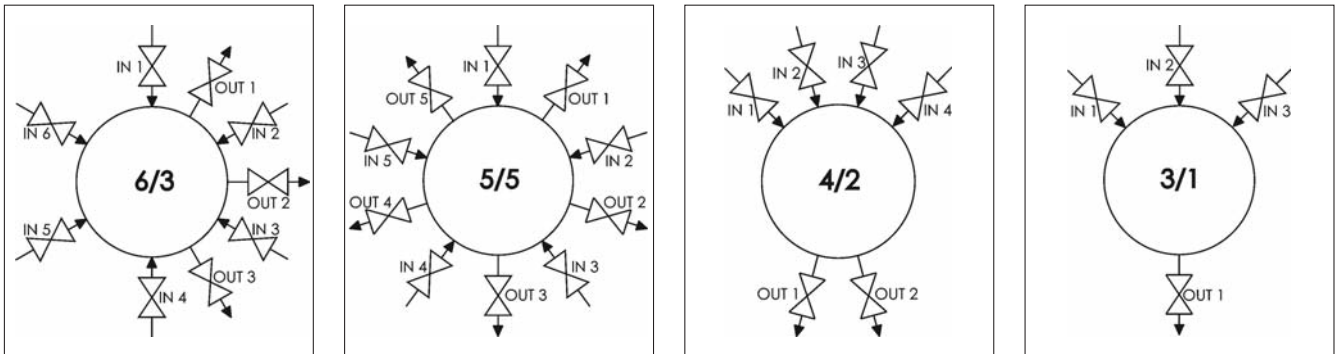 IN 1
OUT 1
IN 6
IN 2
6/3
OUT 2
IN 5
IN 3
OUT 3
IN 4
IN 1
OUT 5
OUT 1
IN 5
IN 2
5/5
OUT 4
OUT 2
IN 4
IN 3
OUT 3
IN 2
IN 3
IN 1
IN 4
4/2
OUT 1
OUT 2
IN 2
IN 1
IN 3
3/1
OUT 1